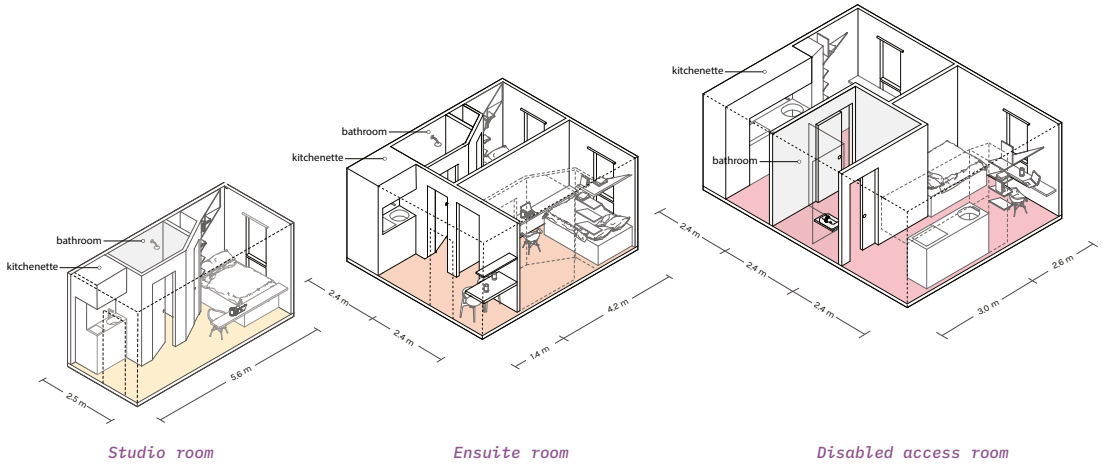 kitchenette
bathroom
kitchenette
bathroom
kitchenette
bathroom
2.5 m
5.6 m
2.4 m
2.4 m
1.4 m
4.2 m
2.4 m
2.4 m
2.4 m
3.0 m
2.6 m
Studio room
Ensuite room
Disabled access room